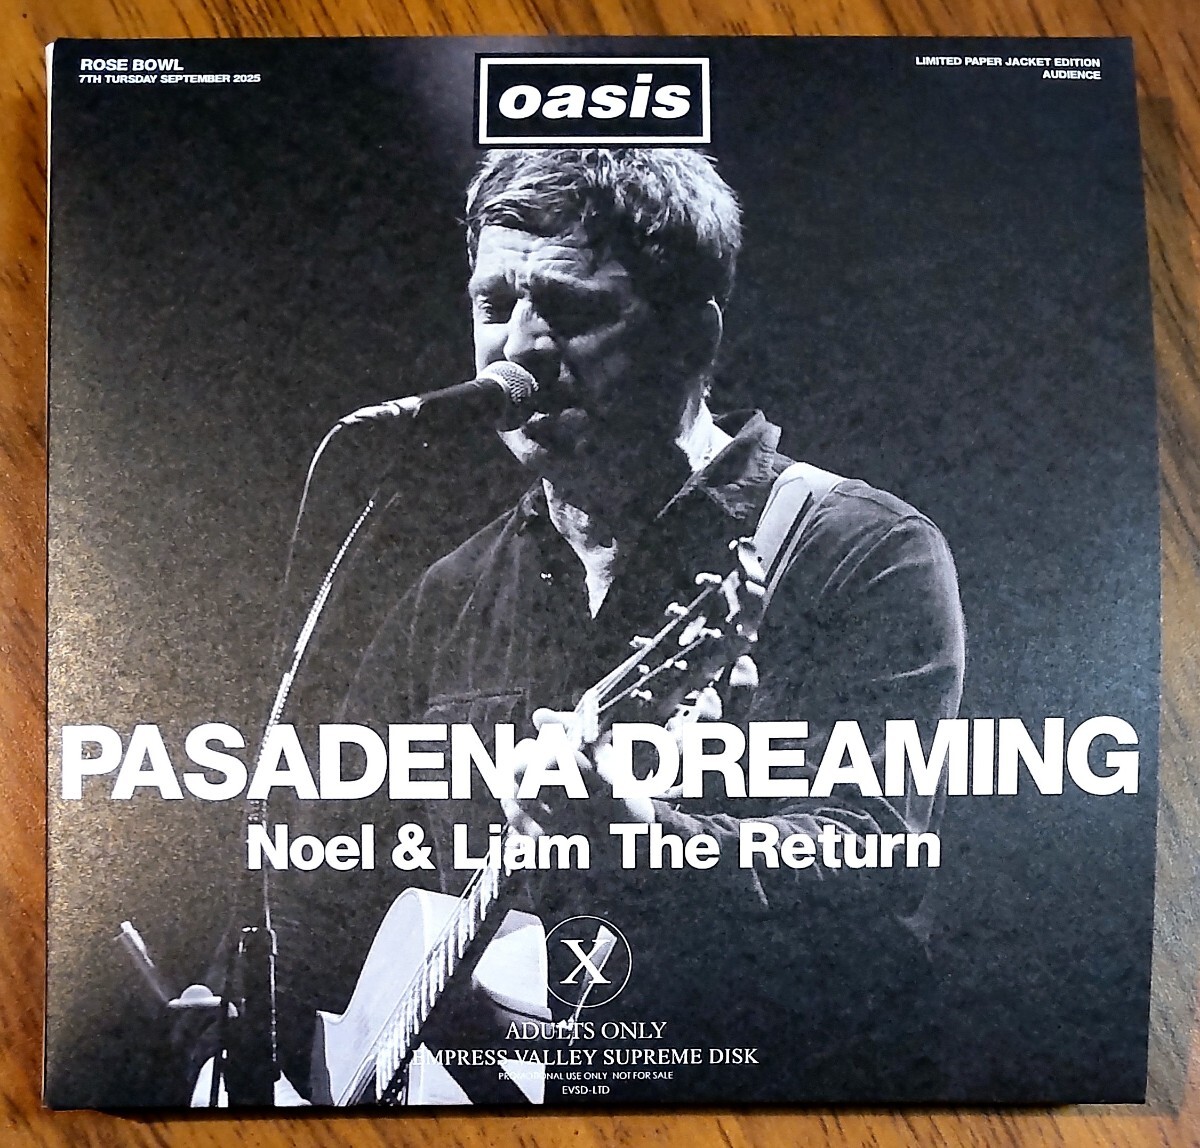 ROSE BOWL
7TH TURSDAY SEPTEMBER 2025
oasis
LIMITED PAPER JACKET EDITION
AUDIENCE
PASADENA DREAMING
Noel & Liam The Return
X
ADULTS ONLY
EMPRESS VALLEY SUPREME DISK
PROMOTIONAL USE ONLY NOT FOR SALE
EVSD-LTD